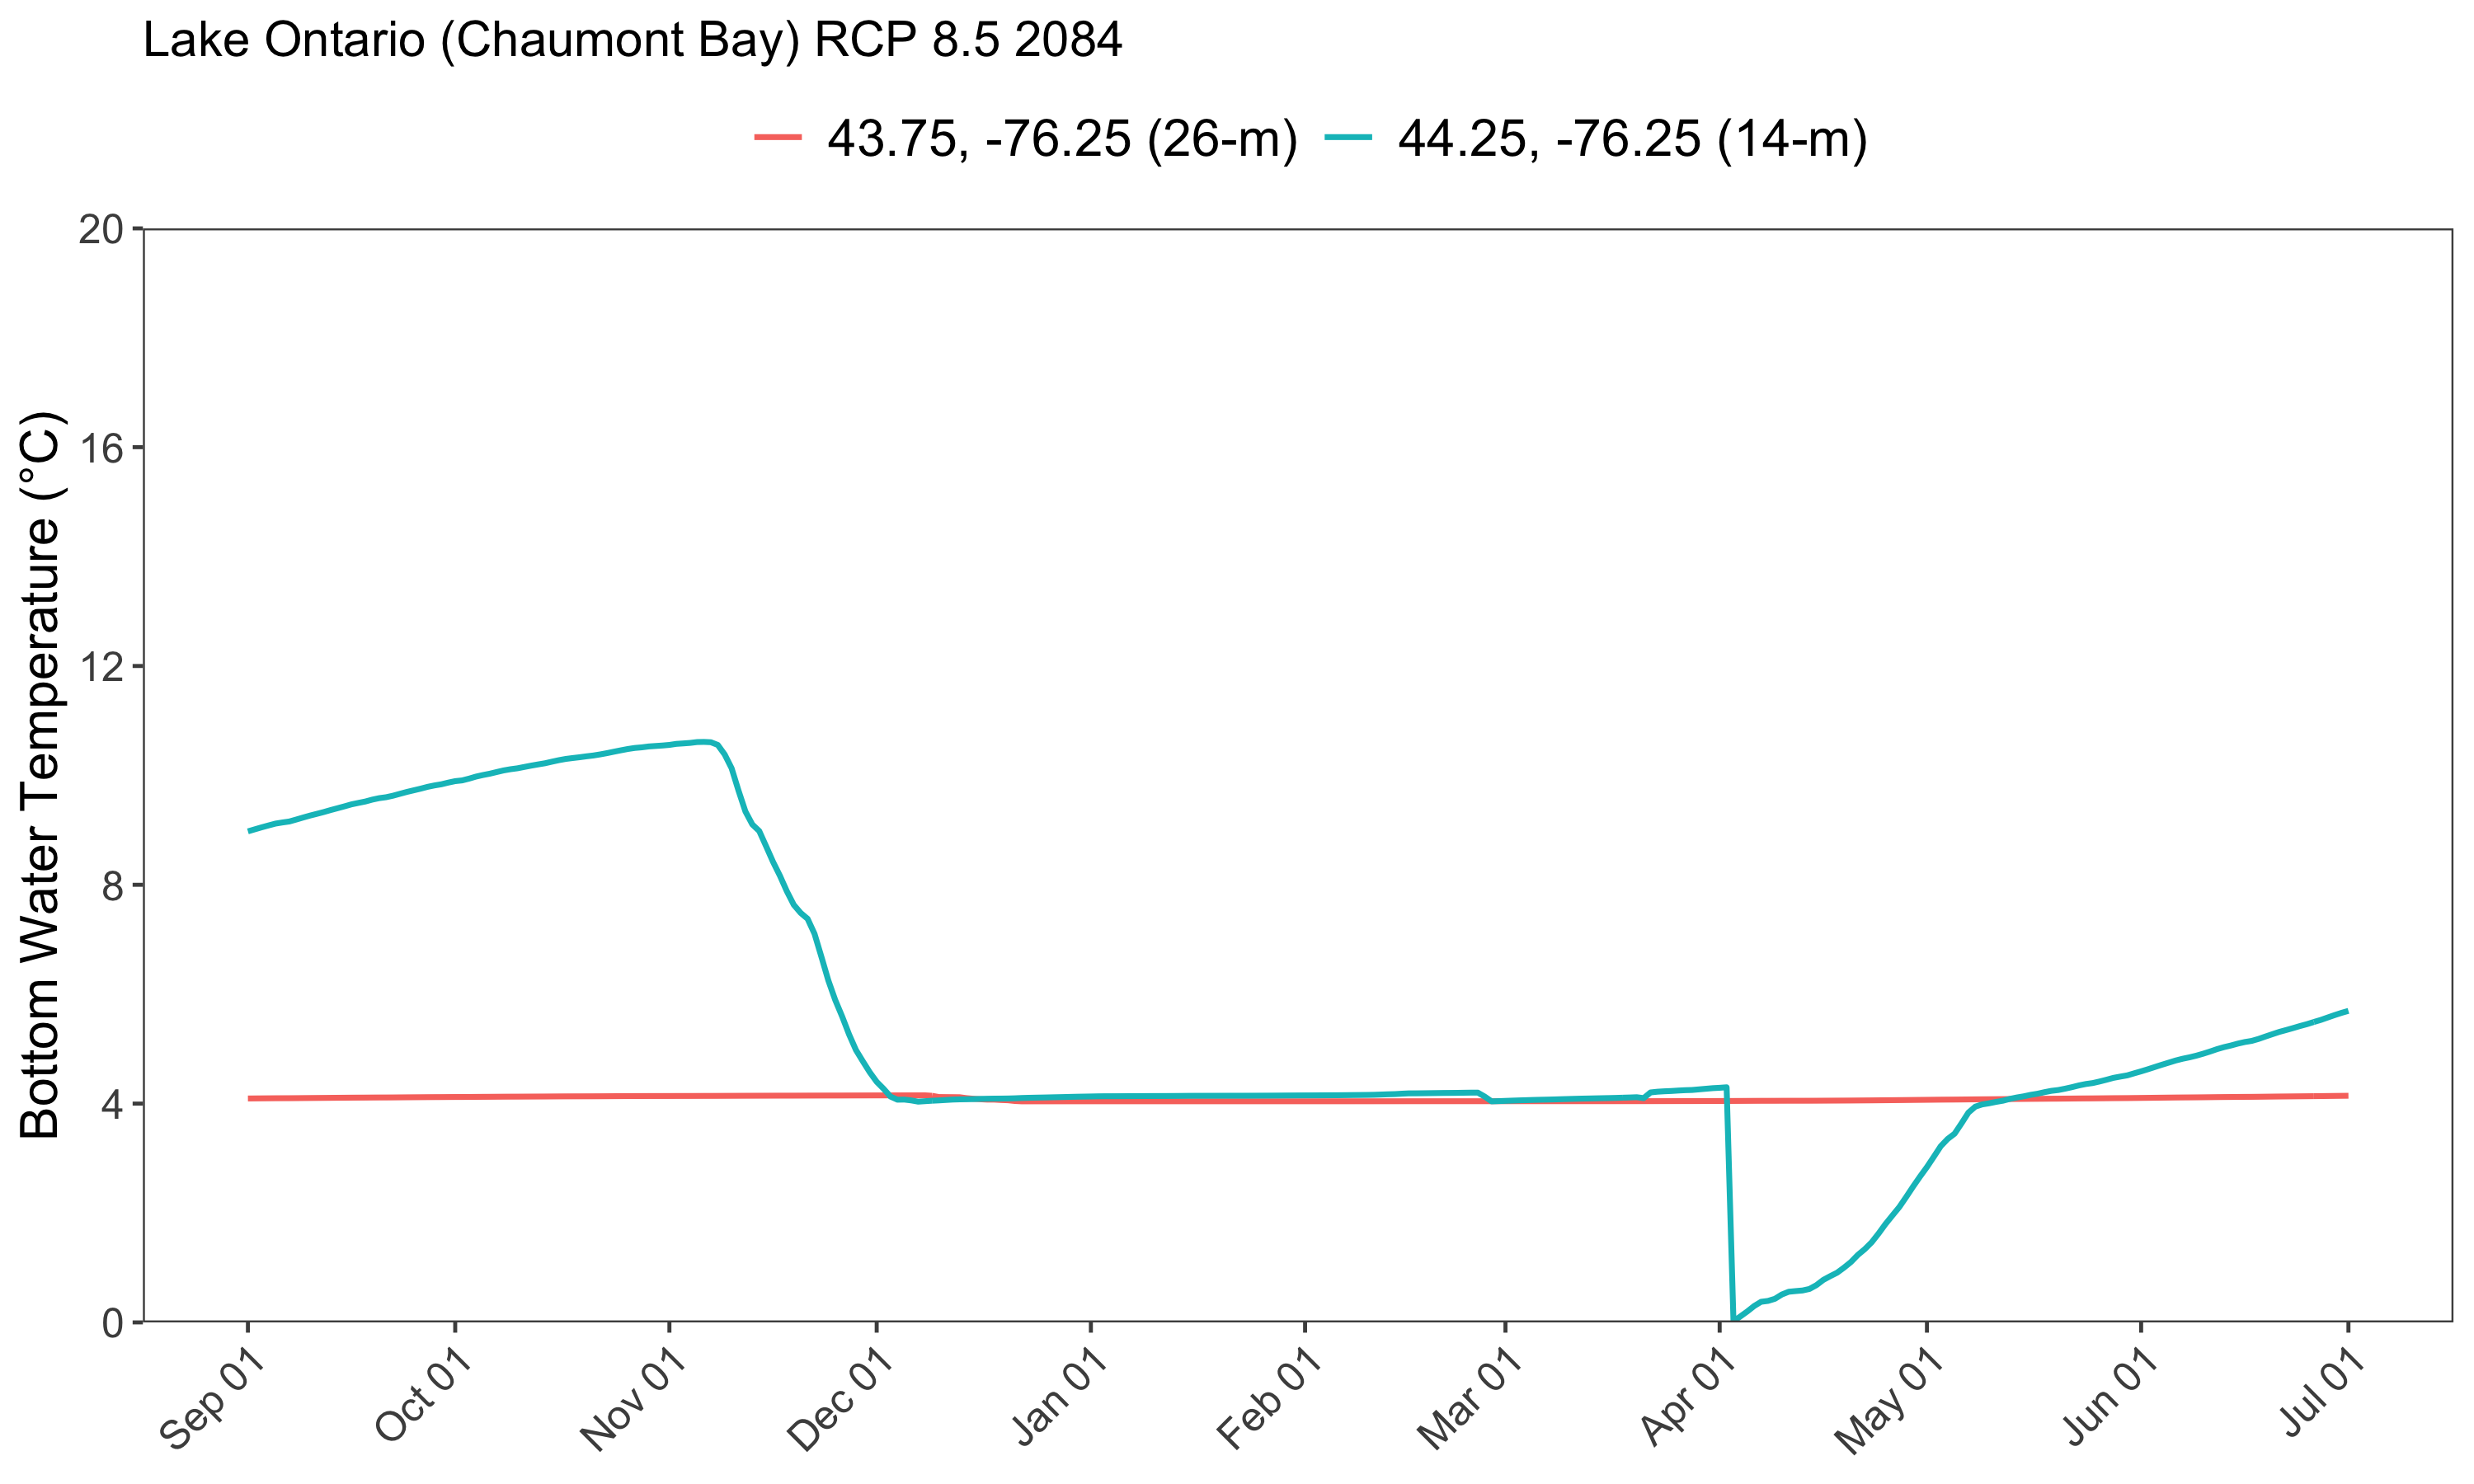 Lake Ontario (Chaumont Bay) RCP 8.5 2084
43.75, -76.25 (26-m) 44.25, -76.25 (14-m)
Bottom Water Temperature (°C)
20
16
12
8
4
0
Sep 01 Oct 01 Nov 01 Dec 01 Jan 01 Feb 01 Mar 01 Apr 01 May 01 Jun 01 Jul 01